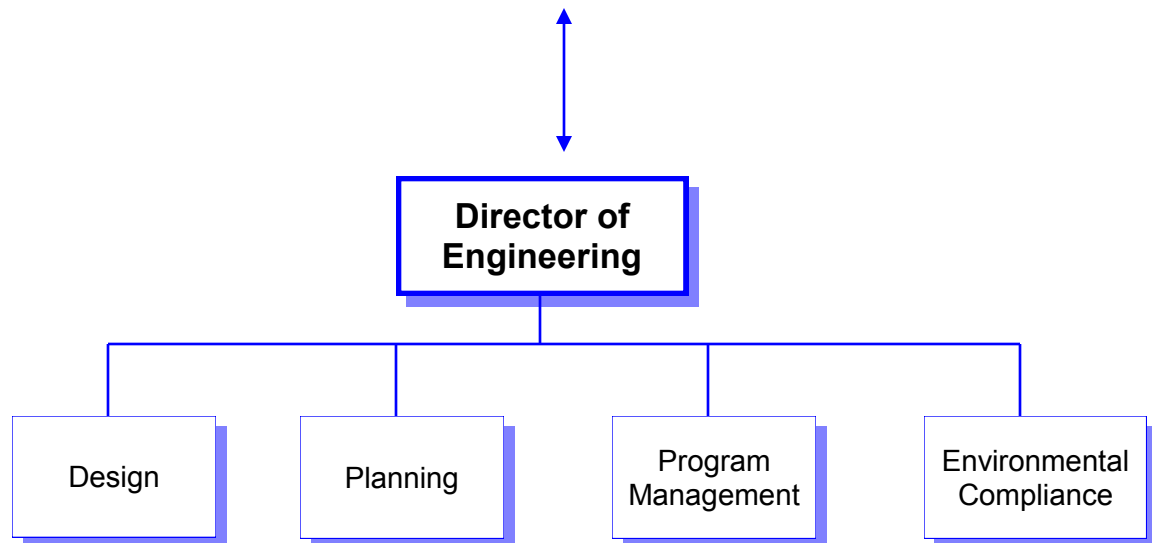 Director of
Engineering
Design
Planning
Program
Management
Environmental
Compliance